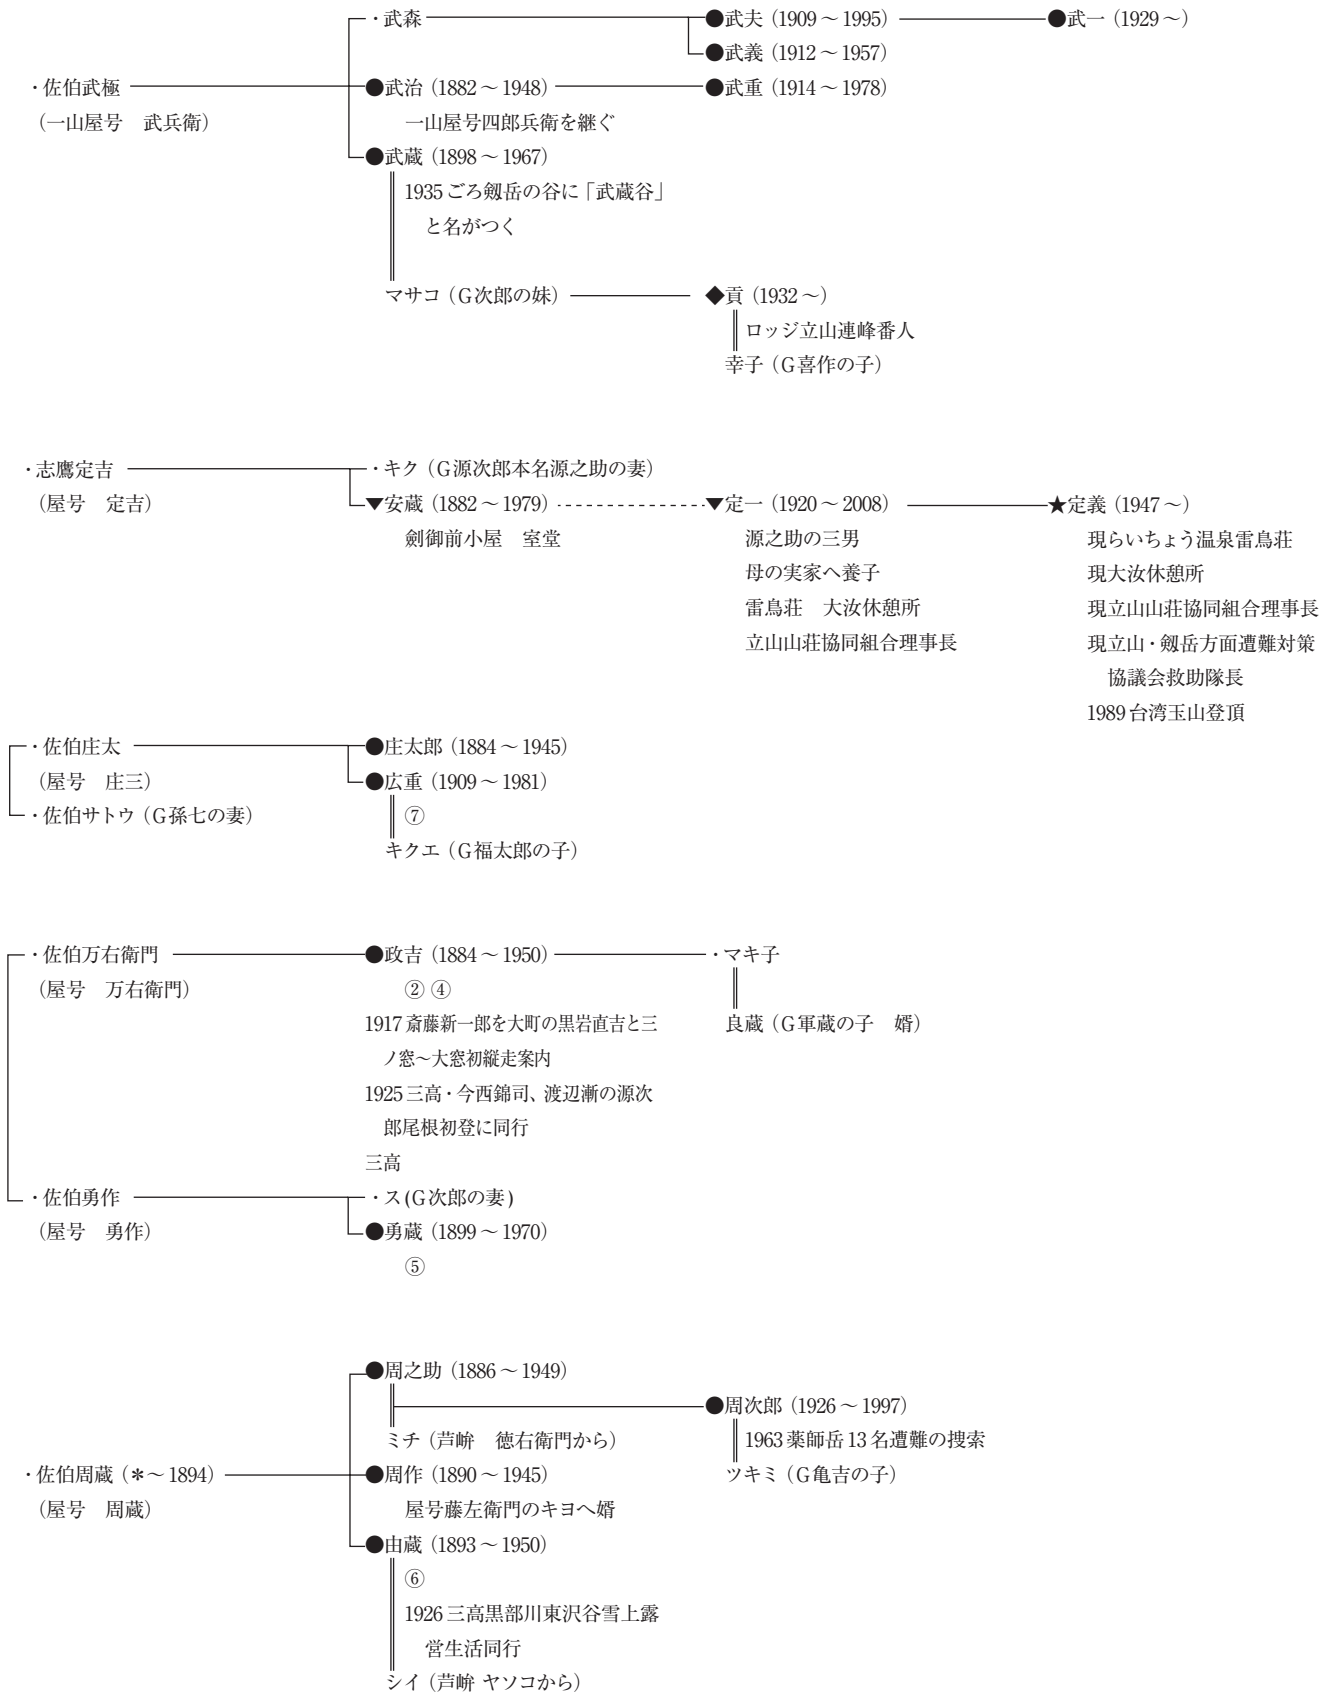 ・武森
●武夫（1909～1995）
●武一（1929～）
●武義（1912～1957）
・佐伯武極
●武治（1882～1948）
●武重（1914～1978）
（一山屋号　武兵衛）
一山屋号四郎兵衛を継ぐ
●武蔵（1898～1967）
1935ごろ剱岳の谷に「武蔵谷」
と名がつく
マサコ（G次郎の妹）
◆貢（1932～）
ロッジ立山連峰番人
幸子（G喜作の子）
・志鷹定吉
・キク（G源次郎本名源之助の妻）
（屋号　定吉）
▼安蔵（1882～1979）
▼定一（1920～2008）
★定義（1947～）
剣御前小屋　室堂
源之助の三男
現らいちょう温泉雷鳥荘
母の実家へ養子
現大汝休憩所
雷鳥荘　大汝休憩所
現立山山荘協同組合理事長
立山山荘協同組合理事長
現立山・剱岳方面遭難対策
協議会救助隊長
1989台湾玉山登頂
・佐伯庄太
●庄太郎（1884～1945）
（屋号　庄三）
●広重（1909～1981）
・佐伯サトウ（G孫七の妻）
⑦
キクエ（G福太郎の子）
・佐伯万右衛門
●政吉（1884～1950）
・マキ子
（屋号　万右衛門）
② ④
1917斎藤新一郎を大町の黒岩直吉と三
良蔵（G軍蔵の子　婿）
ノ窓～大窓初縦走案内
1925三高・今西錦司、渡辺漸の源次
郎尾根初登に同行
三高
・佐伯勇作
・ス(G次郎の妻)
（屋号　勇作）
●勇蔵（1899～1970）
⑤
●周之助（1886～1949）
●周次郎（1926～1997）
ミチ（芦峅　徳右衛門から）
1963薬師岳13名遭難の捜索
・佐伯周蔵（＊～1894）
●周作（1890～1945）
ツキミ（G亀吉の子）
（屋号　周蔵）
屋号藤左衛門のキヨへ婿
●由蔵（1893～1950）
⑥
1926三高黒部川東沢谷雪上露
営生活同行
シイ（芦峅 ヤソコから）